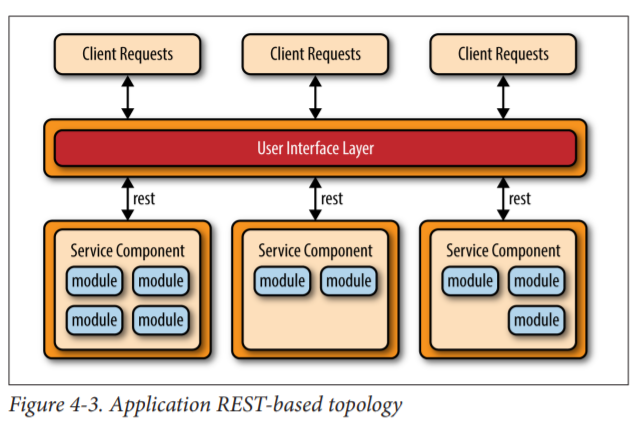 Client Requests Client Requests Client Requests
User Interface Layer
rest rest rest
Service Component Service Component Service Component
module module module module module module
module module module
Figure 4-3. Application REST-based topology